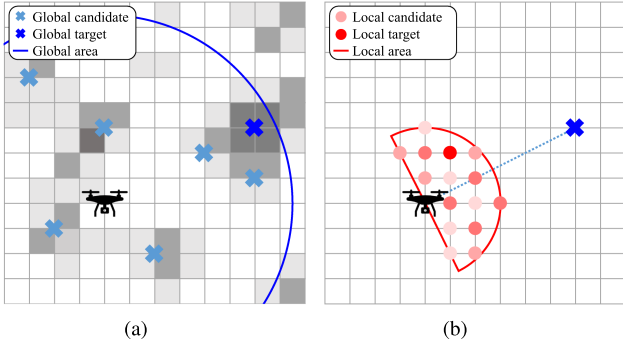 Global candidate
Global target
Global area
Local candidate
Local target
Local area
(a)
(b)